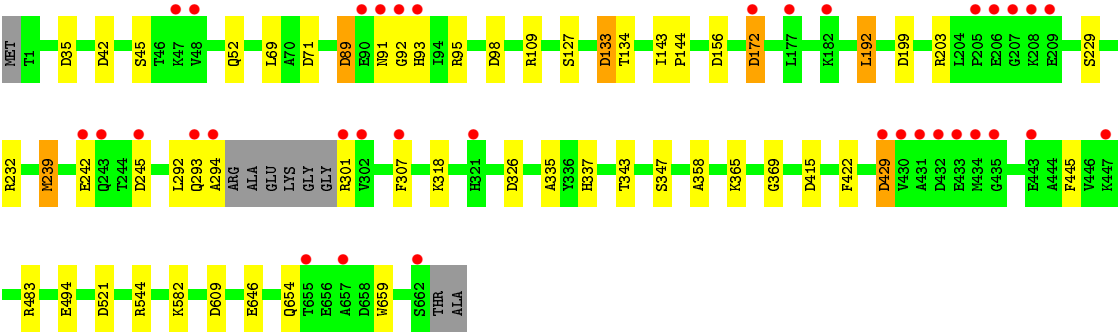 MET T1 D35 D42 S45 T46 K47 V48 Q52 L69 A70 D71 D89 E90 N91 G92 H93 I94 R95 D98 R109 S127 D133 T134 I143 P144 D156 D172 L177 K182 L192 D199 R203 L204 P205 E206 G207 K208 E209 S229
R232 M239 E242 Q243 T244 D245 L292 Q293 A294 ARG ALA GLU LYS GLY GLY R301 V302 F307 K318 H321 D326 A335 Y336 H337 T343 S347 A358 K365 G369 D415 F422 D429 V430 A431 D432 E433 M434 G435 E443 A444 F445 V446 K447
R483 E494 D521 R544 K582 D609 E646 Q654 T655 E656 A657 D658 W659 S662 THR ALA